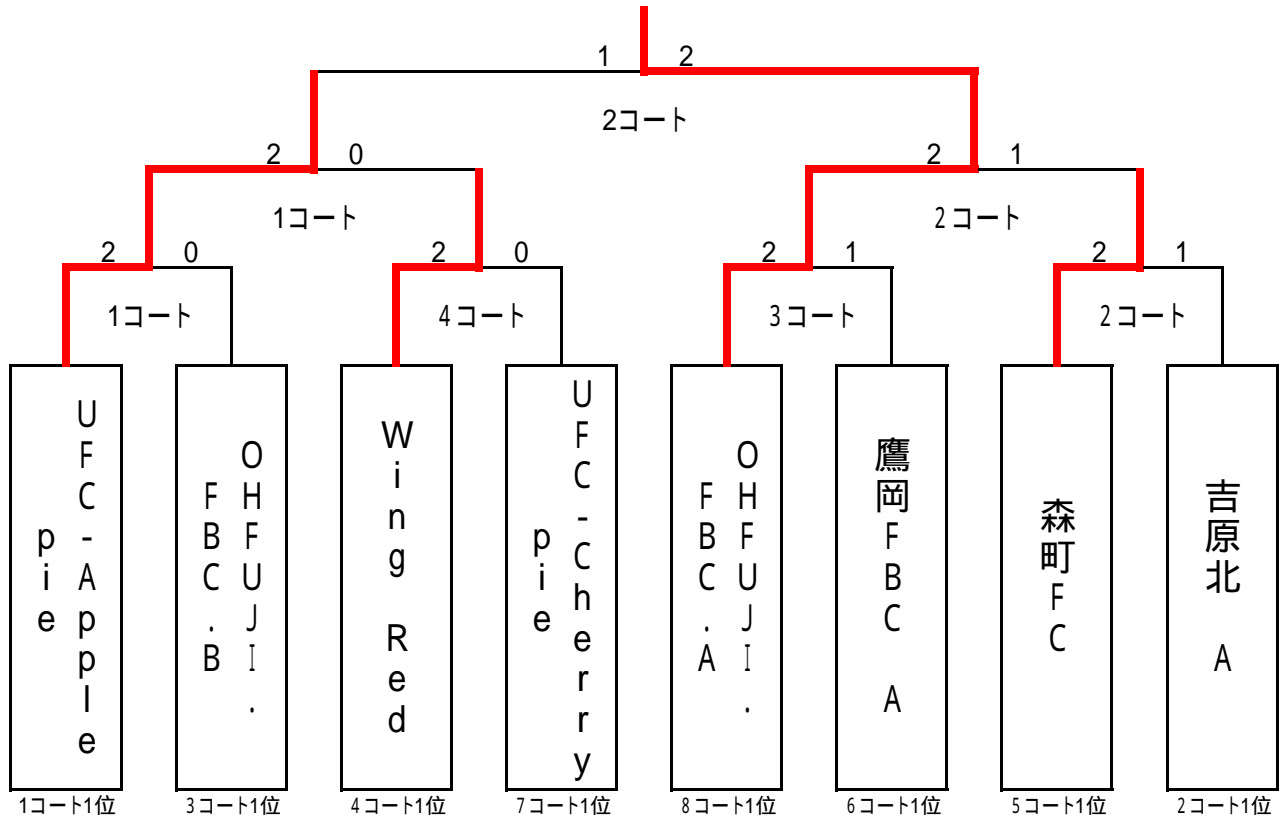 1 2
2コート
2 0 2 1
1コート 2コート
2 0 2 0 2 1 2 1
1コート 4コート 3コート 2コート
UFC-Apple
pie
OHFUJI.
FBC.B
Wing Red
UFC-Cherry
pie
OHFUJI.
FBC.A
鷹岡FBC A
森町FC
吉原北 A
1コート1位 3コート1位 4コート1位 7コート1位 8コート1位 6コート1位 5コート1位 2コート1位